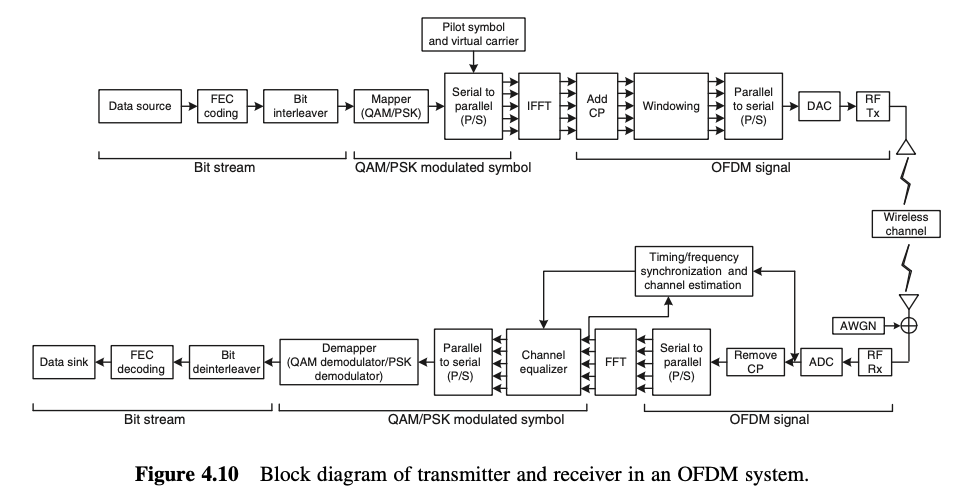 Pilot symbol
and virtual carrier
Data source
FEC
coding
Bit
interleaver
Mapper
(QAM/PSK)
Serial to
parallel
(P/S)
IFFT
Add
CP
Windowing
Parallel
to serial
(P/S)
DAC
RF
Tx
Bit stream
QAM/PSK modulated symbol
OFDM signal
Wireless
channel
Timing/frequency
synchronization and
channel estimation
AWGN
Data sink
FEC
decoding
Bit
deinterleaver
Demapper
(QAM demodulator/PSK
demodulator)
Parallel
to serial
(P/S)
Channel
equalizer
FFT
Serial to
parallel
(P/S)
Remove
CP
ADC
RF
Rx
Bit stream
QAM/PSK modulated symbol
OFDM signal
Figure 4.10 Block diagram of transmitter and receiver in an OFDM system.